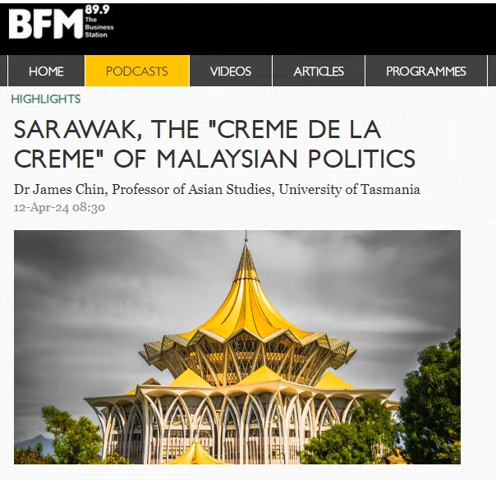 BFM 89.9
The
Business
Station
HOME PODCASTS VIDEOS ARTICLES PROGRAMMES
HIGHLIGHTS
SARAWAK, THE "CREME DE LA
CREME" OF MALAYSIAN POLITICS
Dr James Chin, Professor of Asian Studies, University of Tasmania
12-Apr-24 08:30